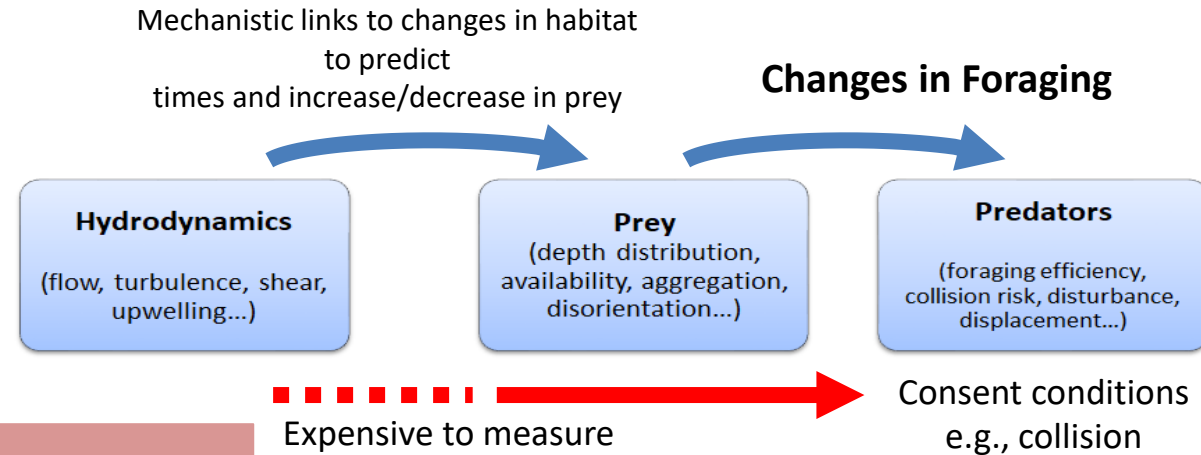 Mechanistic links to changes in habitat
to predict
times and increase/decrease in prey
Changes in Foraging
Hydrodynamics
(flow, turbulence, shear,
upwelling...)
Prey
(depth distribution,
availability, aggregation,
disorientation...)
Predators
(foraging efficiency,
collision risk, disturbance,
displacement...)
Expensive to measure
Consent conditions
e.g., collision